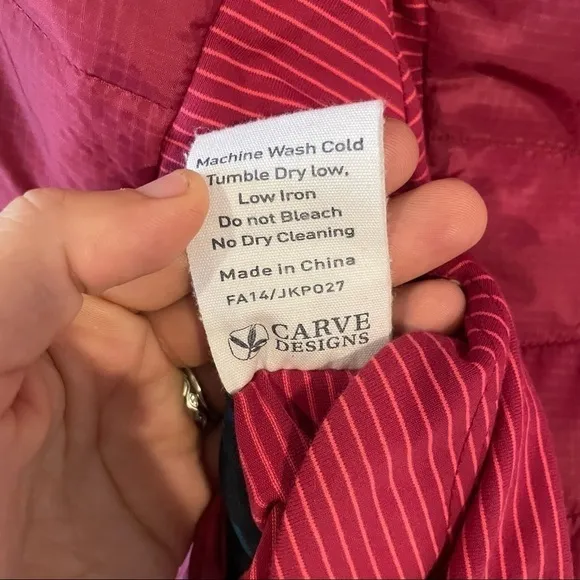 Machine Wash Cold
Tumble Dry low,
Low Iron
Do not Bleach
No Dry Cleaning
Made in China
FA14/JKP027
CARVE
DESIGNS